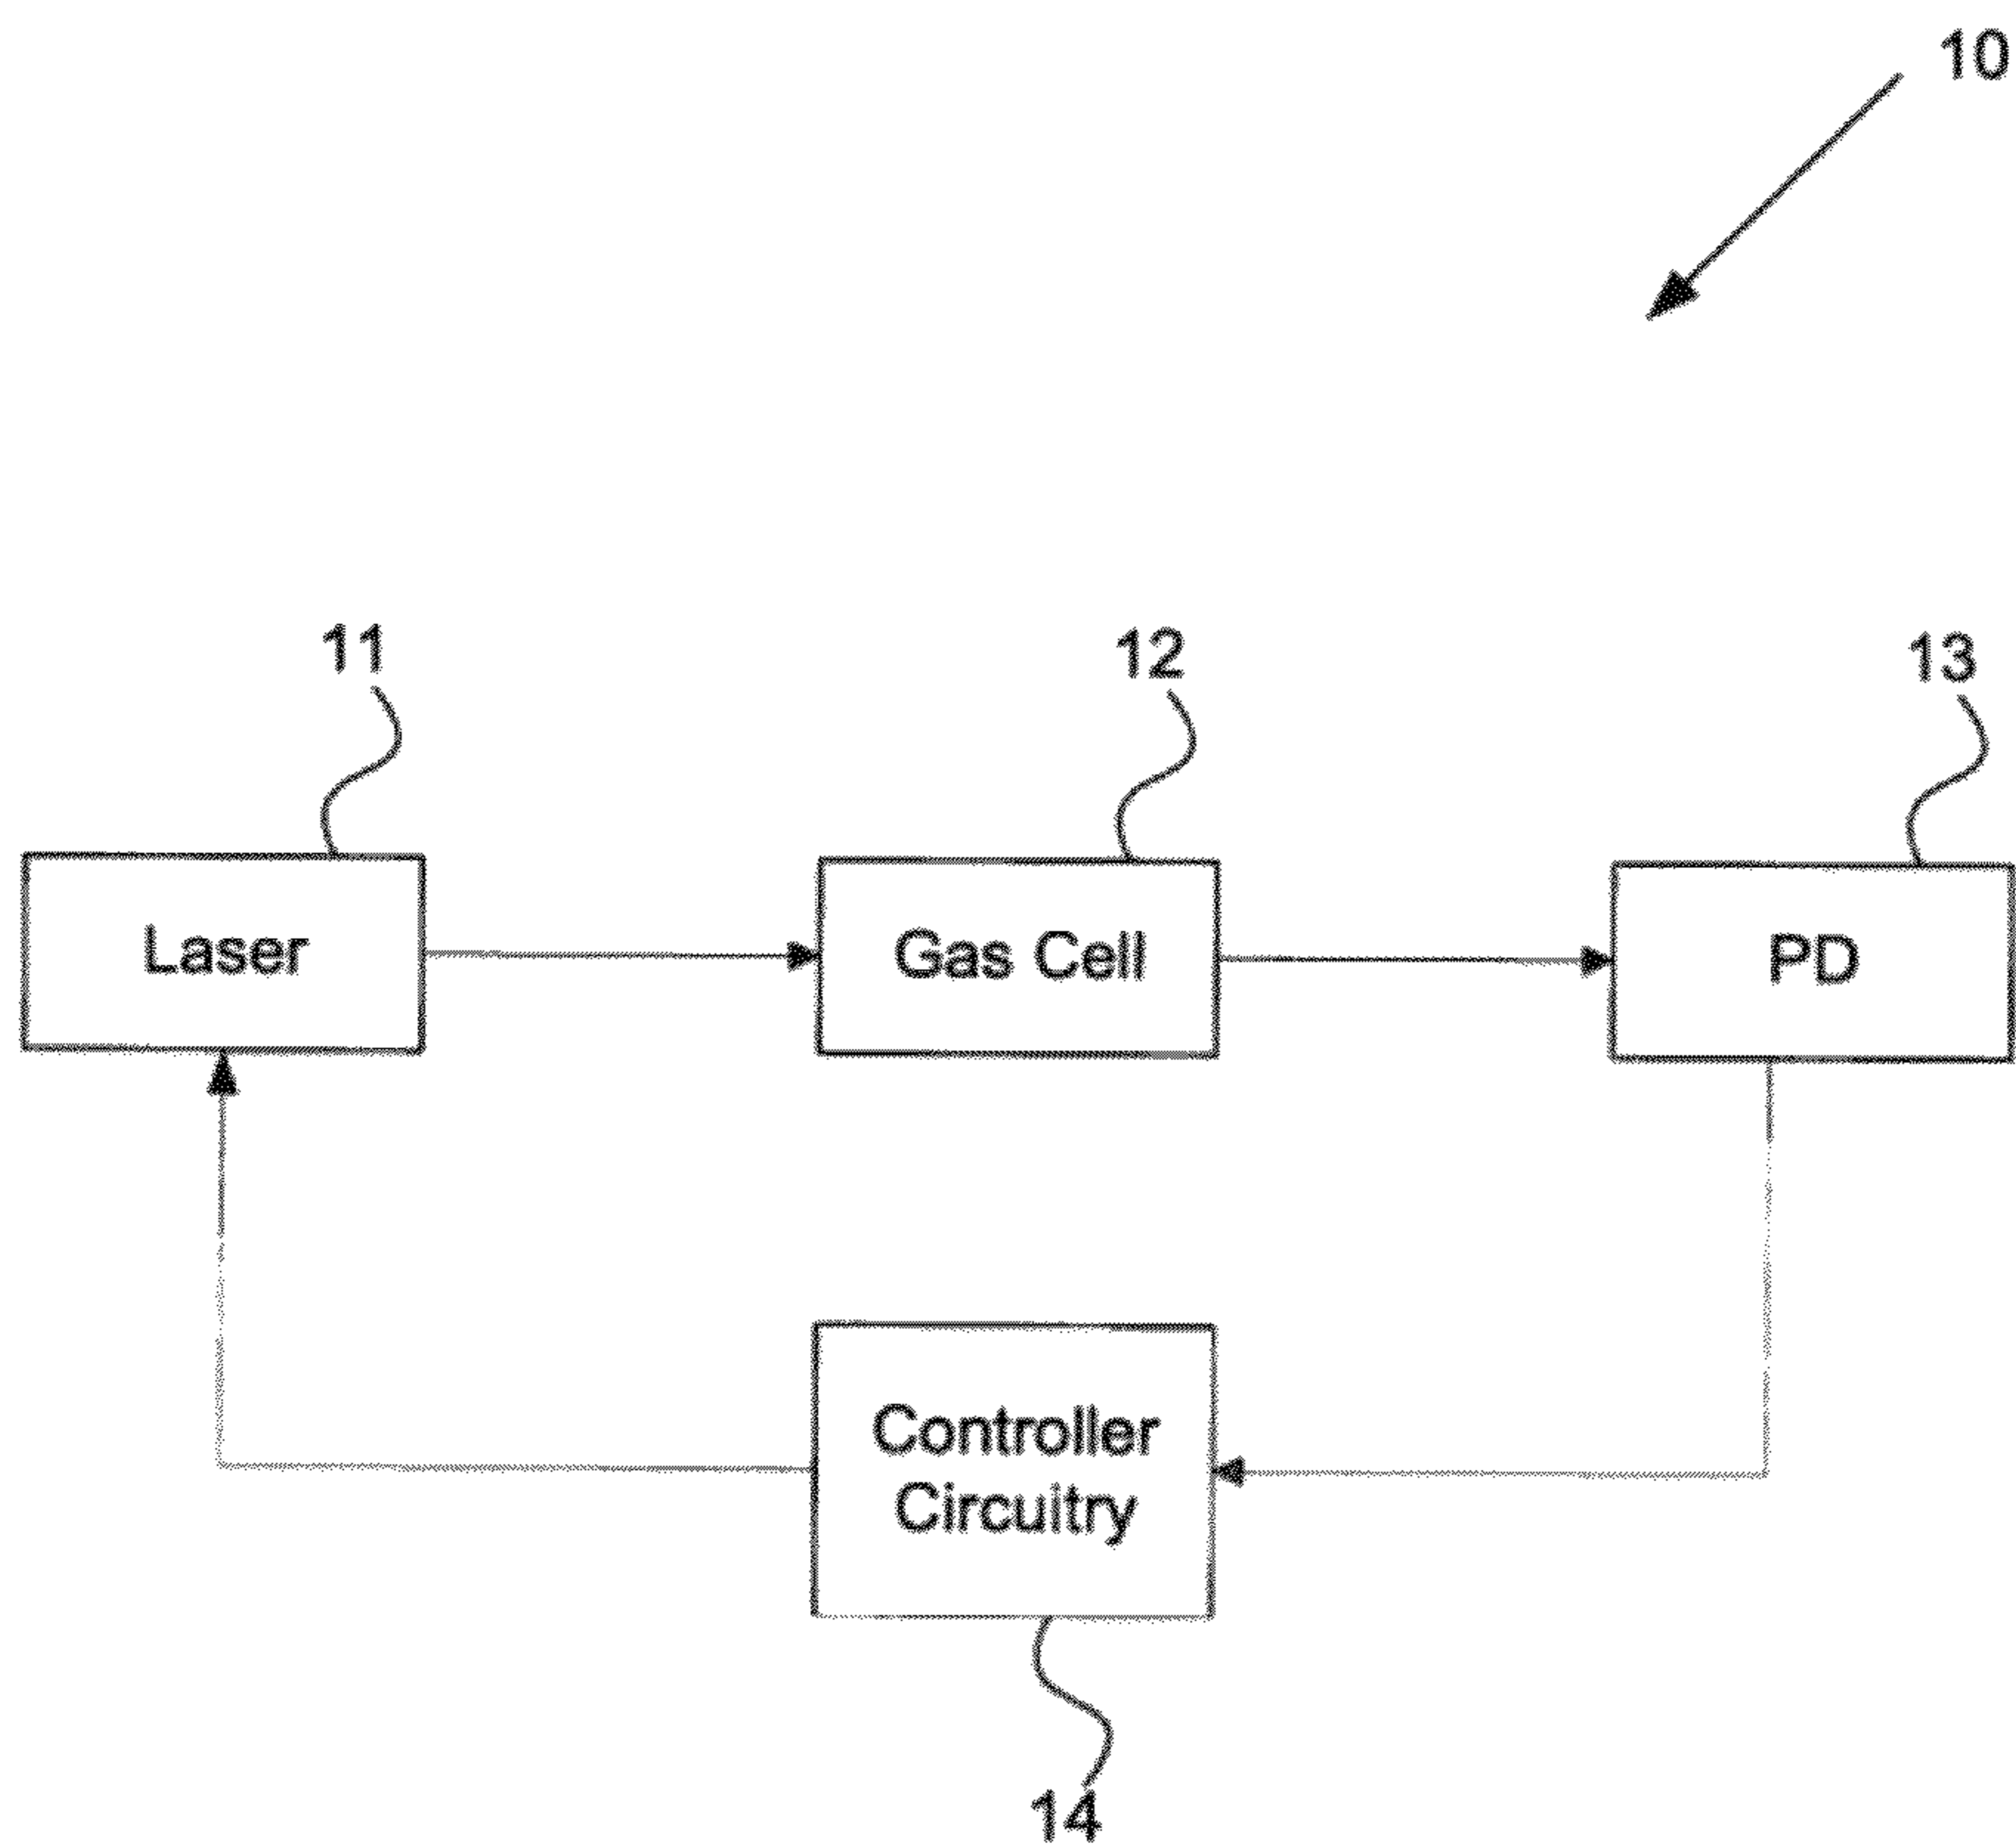 10
11
12
13
Laser
Gas Cell
PD
Controller
Circuitry
14